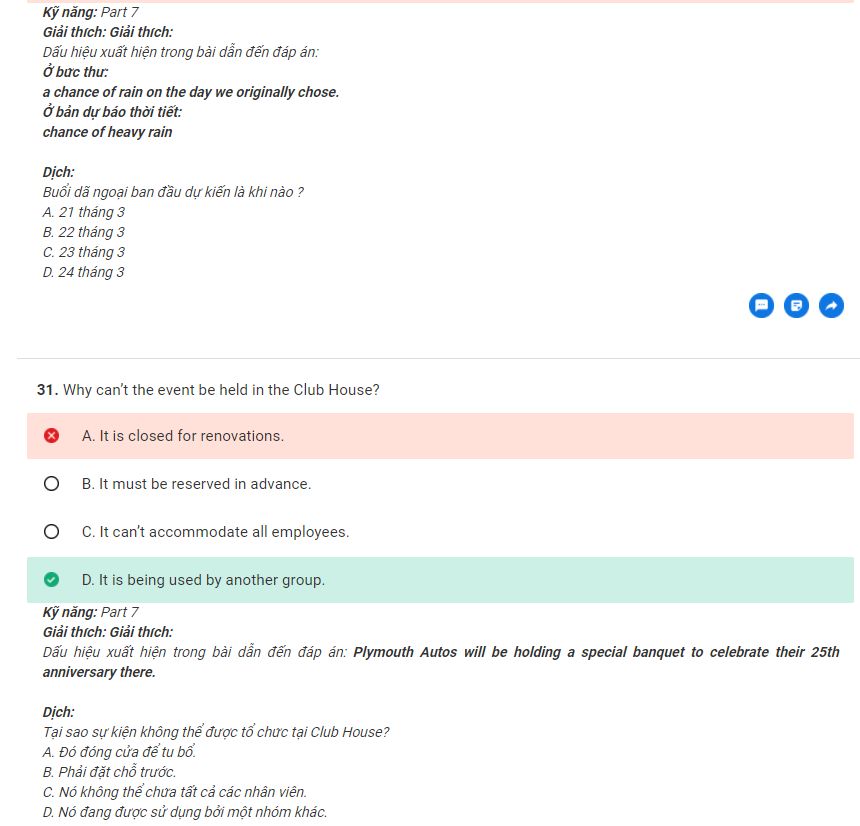 Kỹ năng: Part 7
Giải thích: Giải thích:
Dấu hiệu xuất hiện trong bài dẫn đến đáp án:
Ở bức thư:
a chance of rain on the day we originally chose.
Ở bản dự báo thời tiết:
chance of heavy rain
Dịch:
Buổi dã ngoại ban đầu dự kiến là khi nào ?
A. 21 tháng 3
B. 22 tháng 3
C. 23 tháng 3
D. 24 tháng 3
31. Why can't the event be held in the Club House?
A. It is closed for renovations.
B. It must be reserved in advance.
C. It can't accommodate all employees.
D. It is being used by another group.
Kỹ năng: Part 7
Giải thích: Giải thích:
Dấu hiệu xuất hiện trong bài dẫn đến đáp án: Plymouth Autos will be holding a special banquet to celebrate their 25th
anniversary there.
Dịch:
Tại sao sự kiện không thể được tổ chức tại Club House?
A. Đó đóng cửa để tu bổ.
B. Phải đặt chỗ trước.
C. Nó không thể chứa tất cả các nhân viên.
D. Nó đang được sử dụng bởi một nhóm khác.